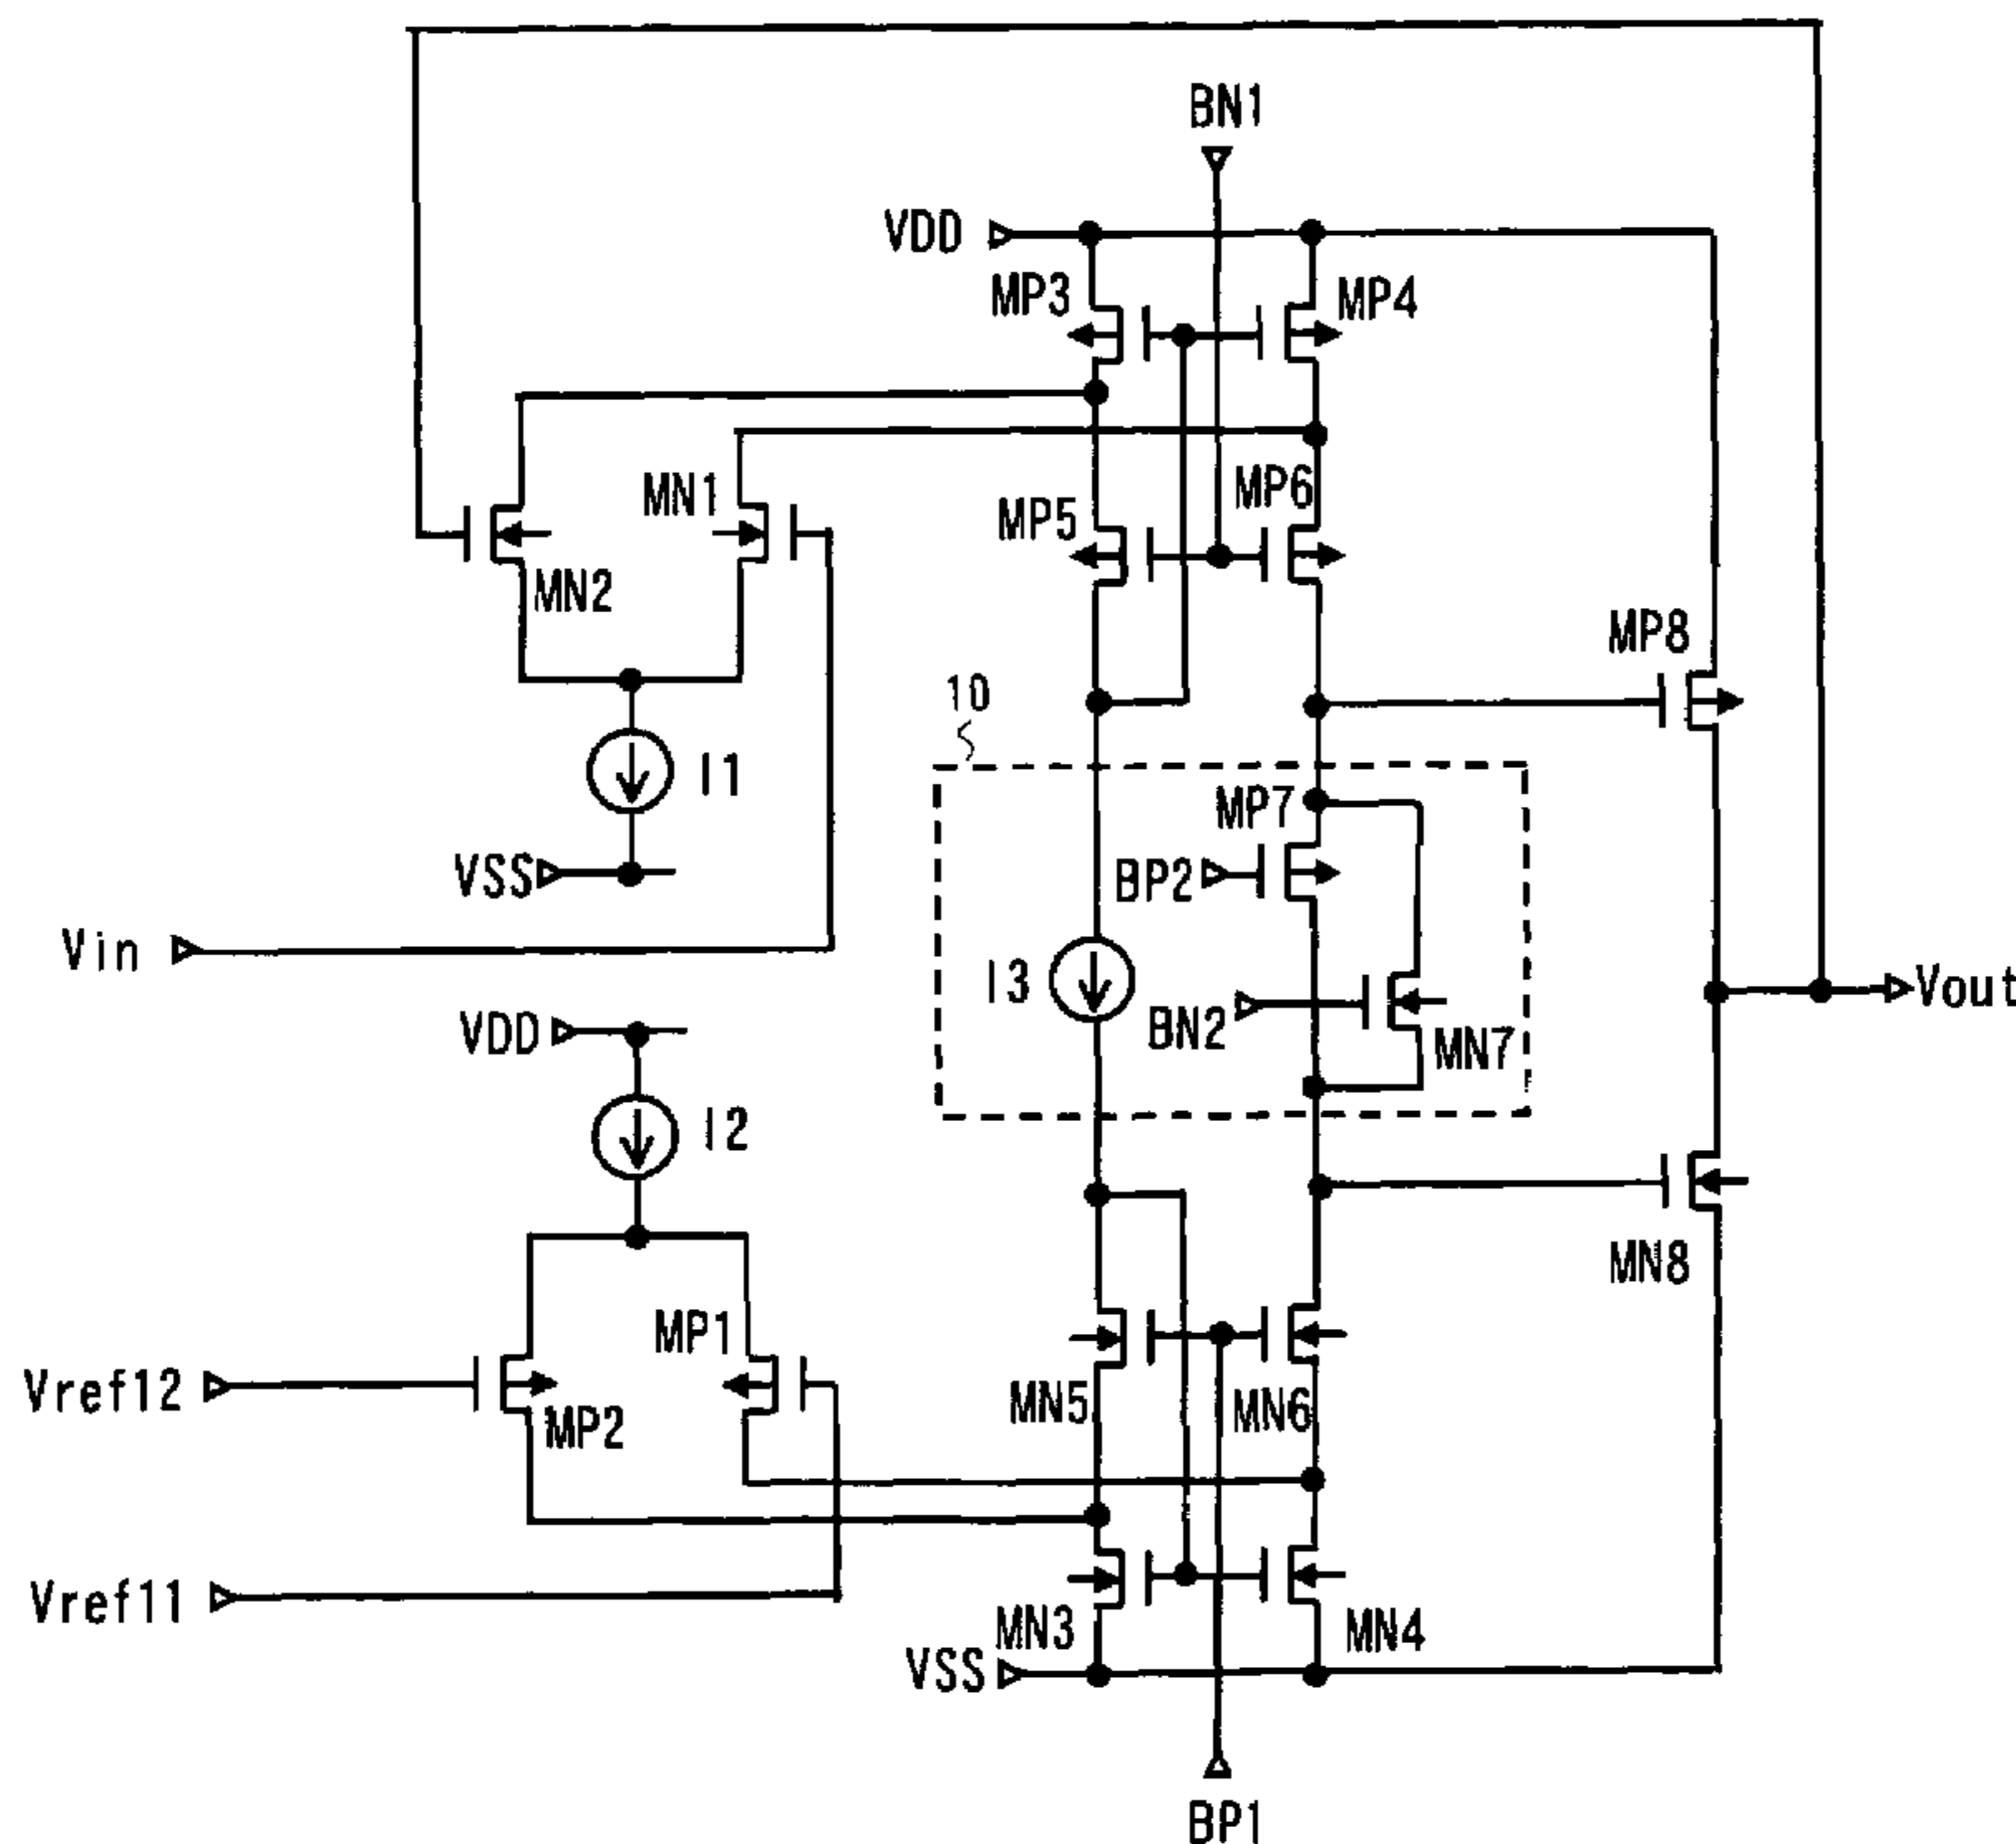 BN1
VDD
MP3
MP4
MN1
MP5
MP6
MN2
MP8
10
I1
MP7
VSS
BP2
Vin
I3
Vout
VDD
BN2
MN7
I2
MN8
MP1
Vref12
MN5
MN6
MP2
Vref11
MN3
MN4
VSS
BP1